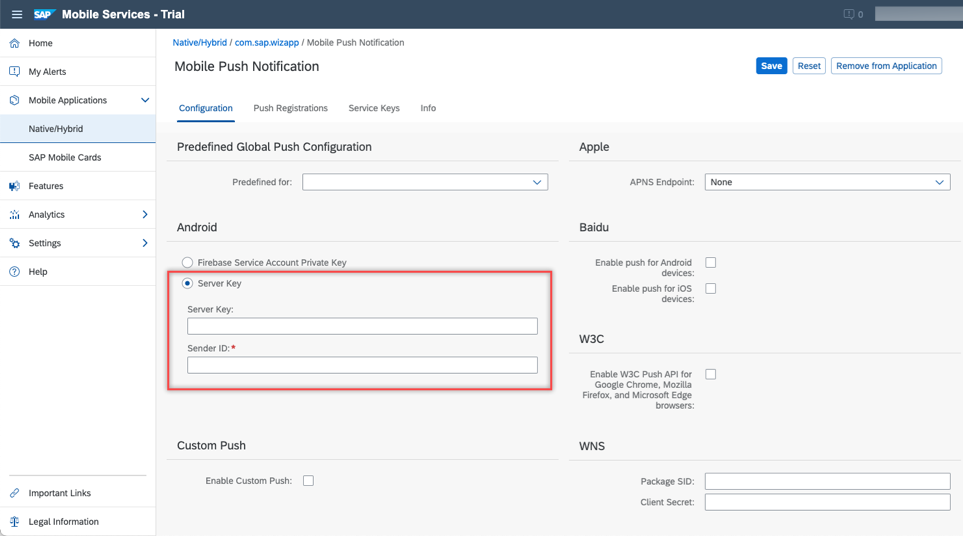 SAP Mobile Services - Trial
0
Home
My Alerts
Mobile Applications
Native/Hybrid
SAP Mobile Cards
Features
Analytics
Settings
Help
Important Links
Legal Information
Native/Hybrid / com.sap.wizapp / Mobile Push Notification
Mobile Push Notification
Save Reset Remove from Application
Configuration Push Registrations Service Keys Info
Predefined Global Push Configuration
Predefined for:
Android
Firebase Service Account Private Key
Server Key
Server Key:
Sender ID:*
Custom Push
Enable Custom Push:
Apple
APNS Endpoint: None
Baidu
Enable push for Android
devices:
Enable push for iOS
devices:
W3C
Enable W3C Push API for
Google Chrome, Mozilla
Firefox, and Microsoft Edge
browsers:
WNS
Package SID:
Client Secret: